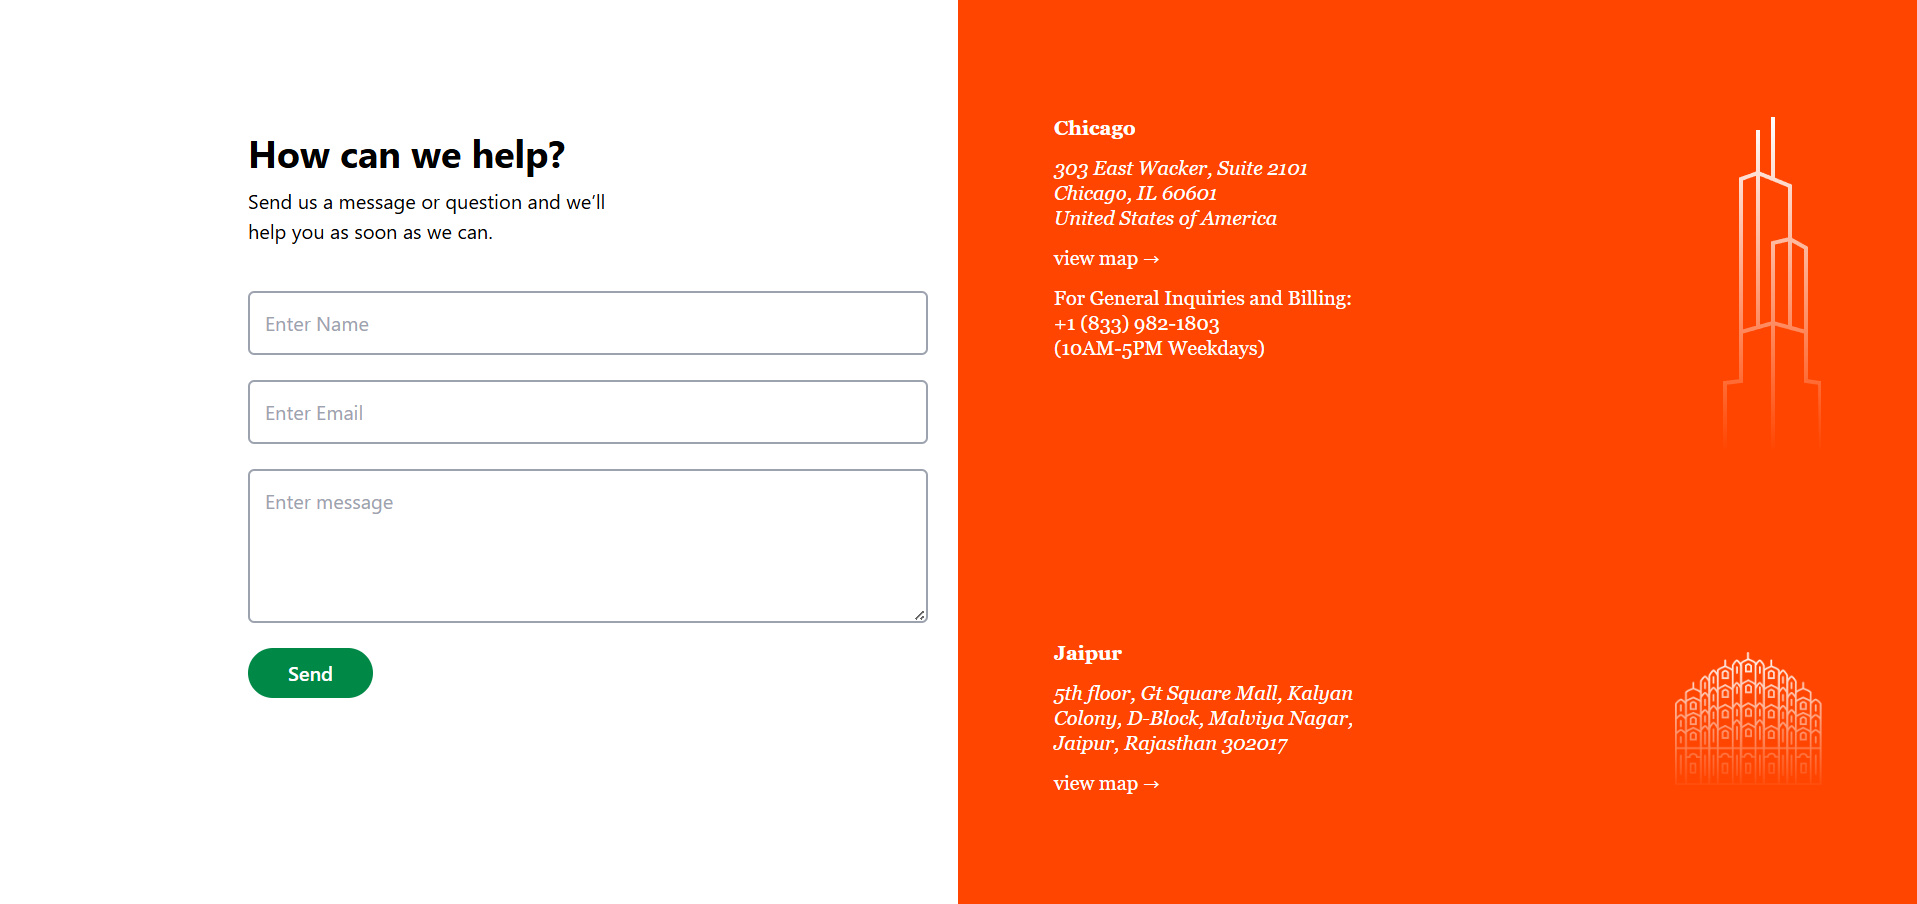 How can we help?
Send us a message or question and we’ll
help you as soon as we can.
Enter Name
Enter Email
Enter message
Send
Chicago
303 East Wacker, Suite 2101
Chicago, IL 60601
United States of America
view map →
For General Inquiries and Billing:
+1 (833) 982-1803
(10AM-5PM Weekdays)
Jaipur
5th floor, Gt Square Mall, Kalyan
Colony, D-Block, Malviya Nagar,
Jaipur, Rajasthan 302017
view map →